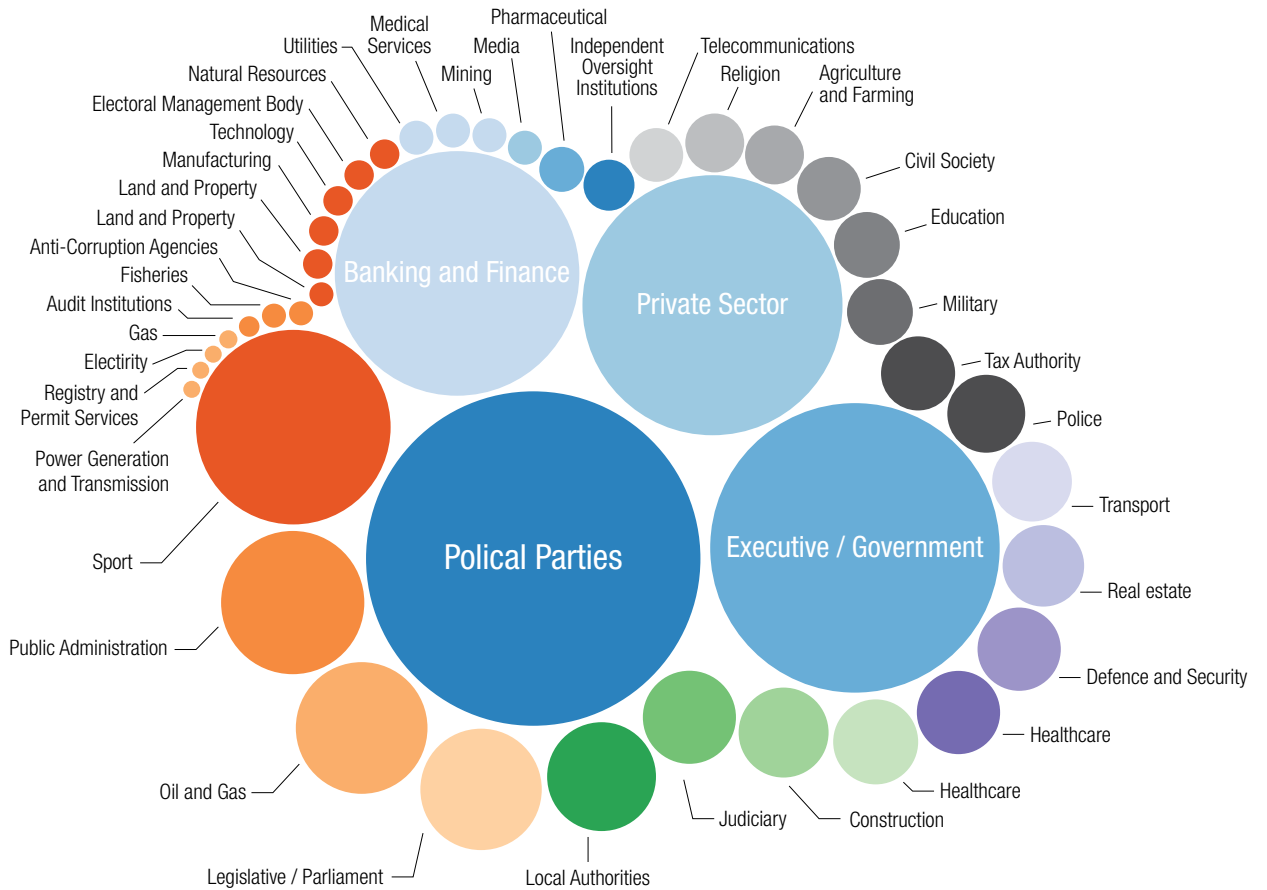 Pharmaceutical
Medical
Services
Utilities
Media
Independent
Oversight
Institutions
Telecommunications
Mining
Religion
Agriculture
and Farming
Natural Resources
Electoral Management Body
Technology
Manufacturing
Land and Property
Land and Property
Anti-Corruption Agencies
Fisheries
Audit Institutions
Gas
Electirity
Registry and
Permit Services
Power Generation
and Transmission
Civil Society
Education
Military
Tax Authority
Police
Banking and Finance
Private Sector
Polical Parties
Executive / Government
Transport
Real estate
Defence and Security
Healthcare
Healthcare
Construction
Judiciary
Local Authorities
Legislative / Parliament
Oil and Gas
Public Administration
Sport